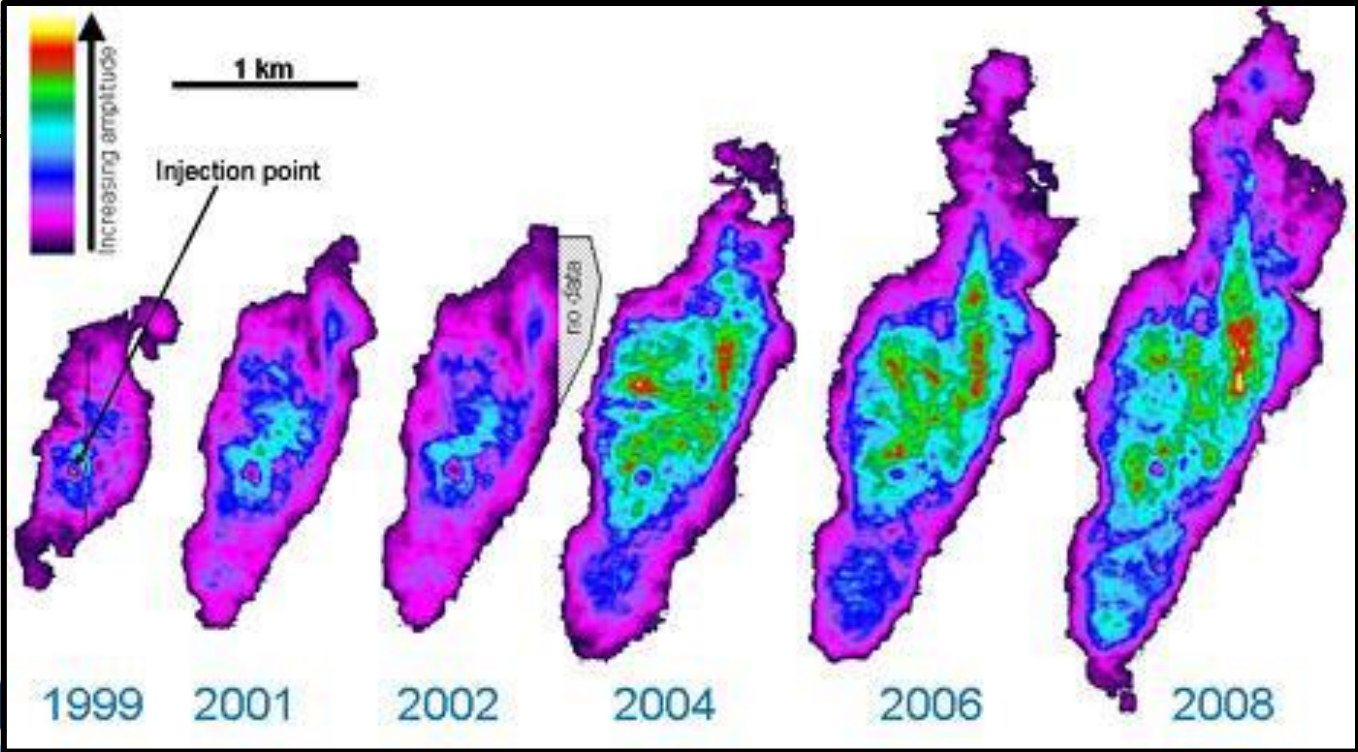 Increasing amplitude
1 km
Injection point
no data
1999
2001
2002
2004
2006
2008